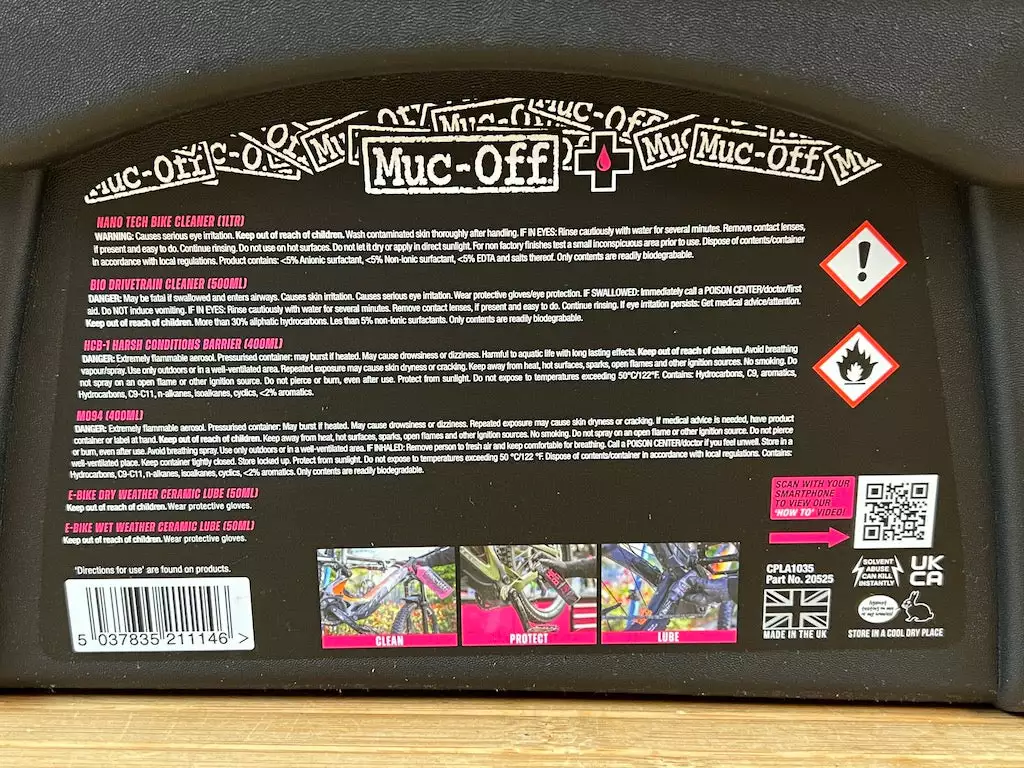 Muc-Off
NANO TECH BIKE CLEANER (1LTR)
WARNING: Causes serious eye irritation. Keep out of reach of children. Wash contaminated skin thoroughly after handling. IF IN EYES: Rinse cautiously with water for several minutes. Remove contact lenses,
if present and easy to do. Continue rinsing. Do not use on hot surfaces. Do not let it dry or apply in direct sunlight. For non factory finishes test a small inconspicuous area prior to use. Dispose of contents/container
in accordance with local regulations. Product contains: <5% Anionic surfactant, <5% Non-ionic surfactant, <5% EDTA and salts thereof. Only contents are readily biodegradable.
BIO DRIVETRAIN CLEANER (500ML)
DANGER: May be fatal if swallowed and enters airways. Causes skin irritation. Causes serious eye irritation. Wear protective gloves/eye protection. IF SWALLOWED: Immediately call a POISON CENTER/doctor/first
aid. Do NOT induce vomiting. IF IN EYES: Rinse cautiously with water for several minutes. Remove contact lenses, if present and easy to do. Continue rinsing. If eye irritation persists: Get medical advice/attention.
Keep out of reach of children. More than 30% aliphatic hydrocarbons. Les than 5% non-ionic surfactants. Only contents are readily biodegradable.
HCB-1 HARSH CONDITIONS BARRIER (400ML)
DANGER: Extremely flammable aerosol. Pressurised container: may burst if heated. May cause drowsiness or dizziness. Harmful to aquatic life with long lasting effects. Keep out of reach of children. Avoid breathing
vapour/spray. Use only outdoors or in a well-ventilated area. Repeated exposure may cause skin dryness or cracking. Keep away from heat, hot surfaces, sparks, open flames and other ignition sources. No smoking. Do
not spray on an open flame or other ignition source. Do not pierce or burn, even after use. Protect from sunlight. Do not expose to temperatures exceeding 50°C/122°F. Contains: Hydrocarbons, C9, aromatics,
Hydrocarbons, C9-C11, n-alkanes, isoalkanes, cyclics, <2% aromatics.
MO94 (400ML)
DANGER: Extremely flammable aerosol. Pressurised container: May burst if heated. May cause drowsiness or dizziness. Repeated exposure may cause skin dryness or cracking. If medical advice is needed, have product
container or label at hand. Keep out of reach of children. Keep away from heat, hot surfaces, sparks, open flames and other ignition sources. No smoking. Do not spray on an open flame or other ignition source. Do not pierce
or burn, even after use. Avoid breathing spray. Use only outdoors or in a well-ventilated area. IF INHALED: Remove person to fresh air and keep comfortable for breathing. Call a POISON CENTER/doctor if you feel unwell. Store in a
well-ventilated place. Keep container tightly closed. Store locked up. Protect from sunlight. Do not expose to temperatures exceeding 50 °C/122 °F. Dispose of contents/container in accordance with local regulations. Contains:
Hydrocarbons, C9-C11, n-alkanes, isoalkanes, cyclics, <2% aromatics. Only contents are readily biodegradable.
E-BIKE DRY WEATHER CERAMIC LUBE (50ML)
Keep out of reach of children. Wear protective gloves.
E-BIKE WET WEATHER CERAMIC LUBE (50ML)
Keep out of reach of children. Wear protective gloves.
'Directions for use' are found on products.
5 037835 211146 >
CLEAN
PROTECT
LUBE
SCAN WITH YOUR
SMARTPHONE
TO VIEW OUR
'HOW TO' VIDEO!
CPLA1035
Part No. 20525
MADE IN THE UK
SOLVENT
ABUSE
CAN KILL
INSTANTLY
UK
CA
Against
STORE IN A COOL DRY PLACE